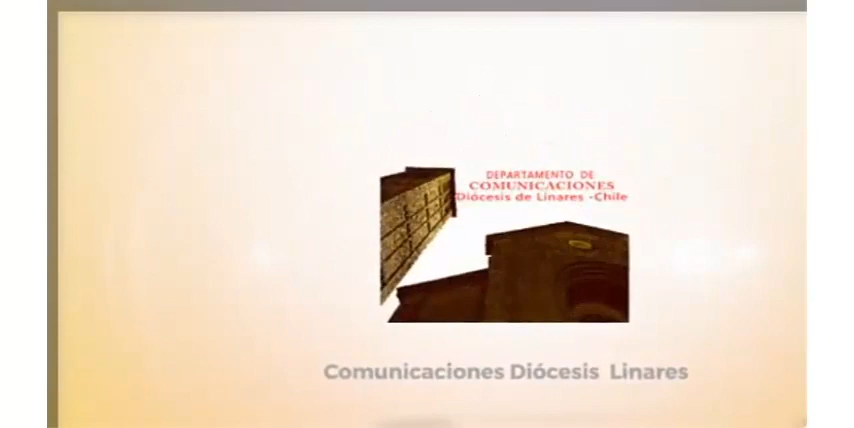 DEPARTAMENTO DE
COMUNICACIONES
Diócesis de Linares -Chile
Comunicaciones Diócesis Linares